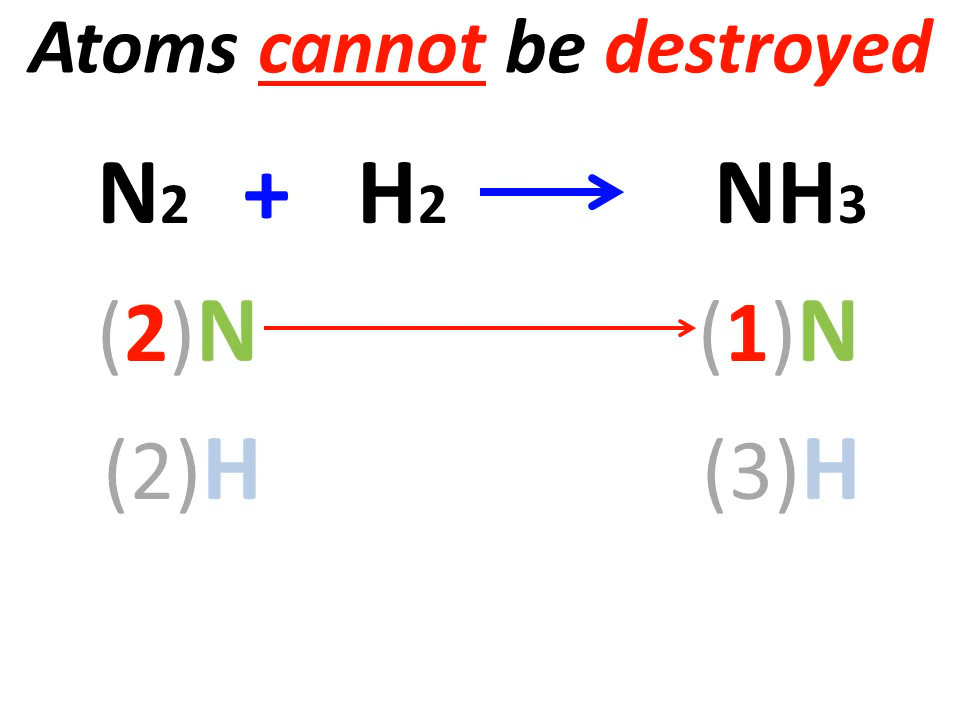 Atoms cannot be destroyed
N2 + H2 → NH3
(2)N → (1)N
(2)H (3)H